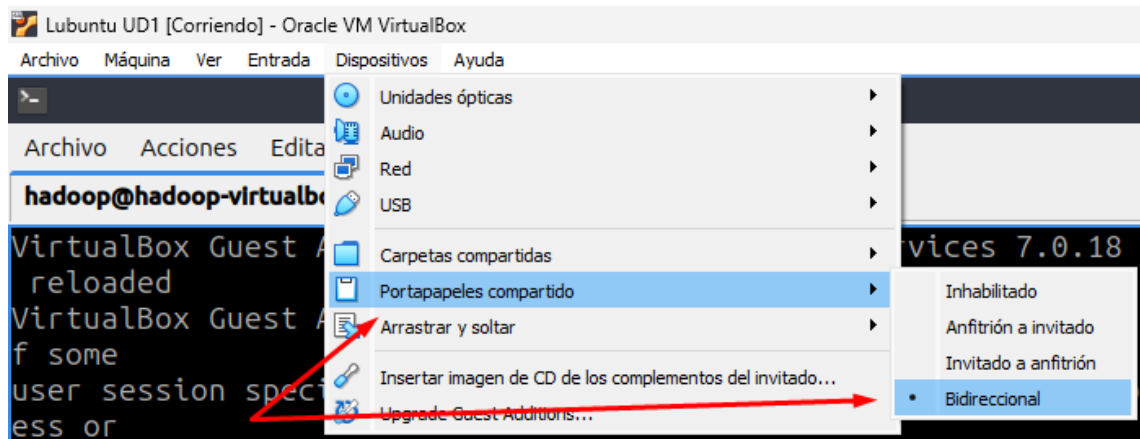 Lubuntu UD1 [Corriendo] - Oracle VM VirtualBox
Archivo Máquina Ver Entrada Dispositivos Ayuda
Unidades ópticas
Audio
Red
USB
Carpetas compartidas
Portapapeles compartido
Arrastrar y soltar
Insertar imagen de CD de los complementos del invitado...
Upgrade Guest Additions...
Inhabilitado
Anfitrión a invitado
Invitado a anfitrión
Bidireccional
Archivo Acciones Edita
hadoop@hadoop-virtualbo
VirtualBox Guest A vices 7.0.18
reloaded
VirtualBox Guest A
f some
user session speci
ess or